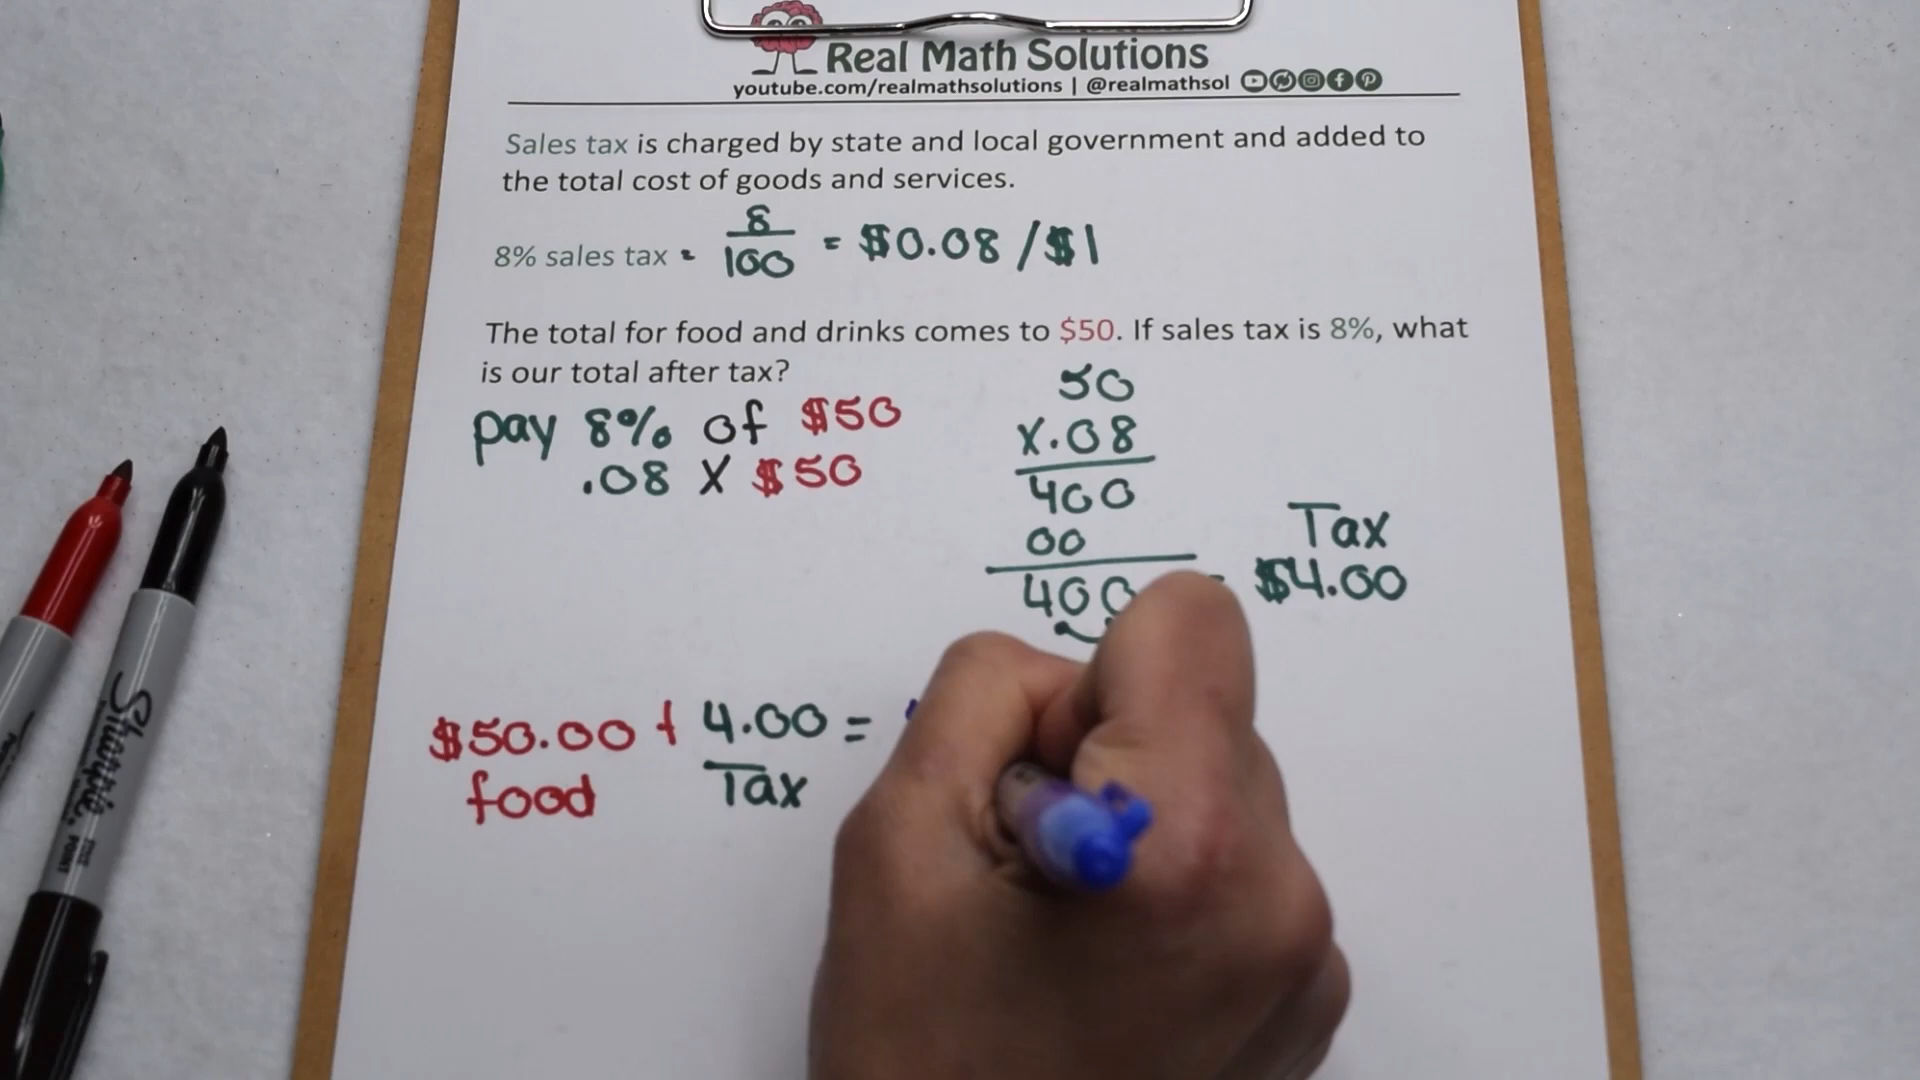 Real Math Solutions
youtube.com/realmathsolutions | @realmathsol
Sales tax is charged by state and local government and added to
the total cost of goods and services.
8% sales tax = 8/100 = $0.08 / $1
The total for food and drinks comes to $50. If sales tax is 8%, what
is our total after tax?
pay 8% of $50
.08 X $50
50
X.08
400
00
400
Tax
$4.00
$50.00 + 4.00 =
food Tax
Sharpie.
FINE POINT